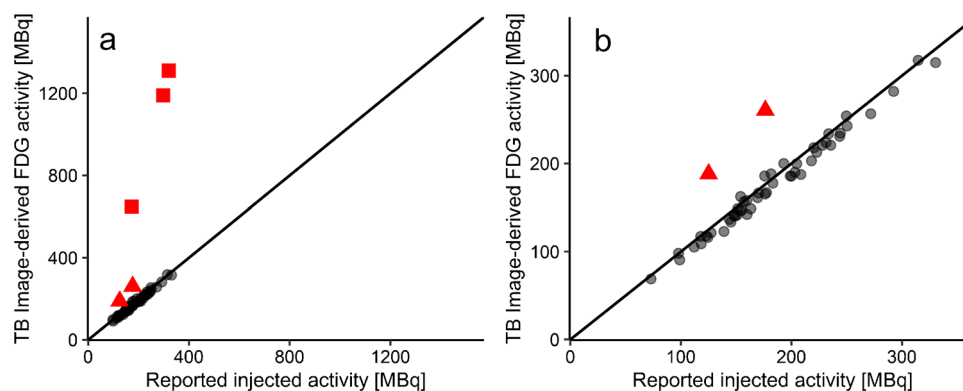 a
TB Image-derived FDG activity [MBq]
1200
800
400
0
0 400 800 1200
Reported injected activity [MBq]
b
TB Image-derived FDG activity [MBq]
300
200
100
0
0 100 200 300
Reported injected activity [MBq]